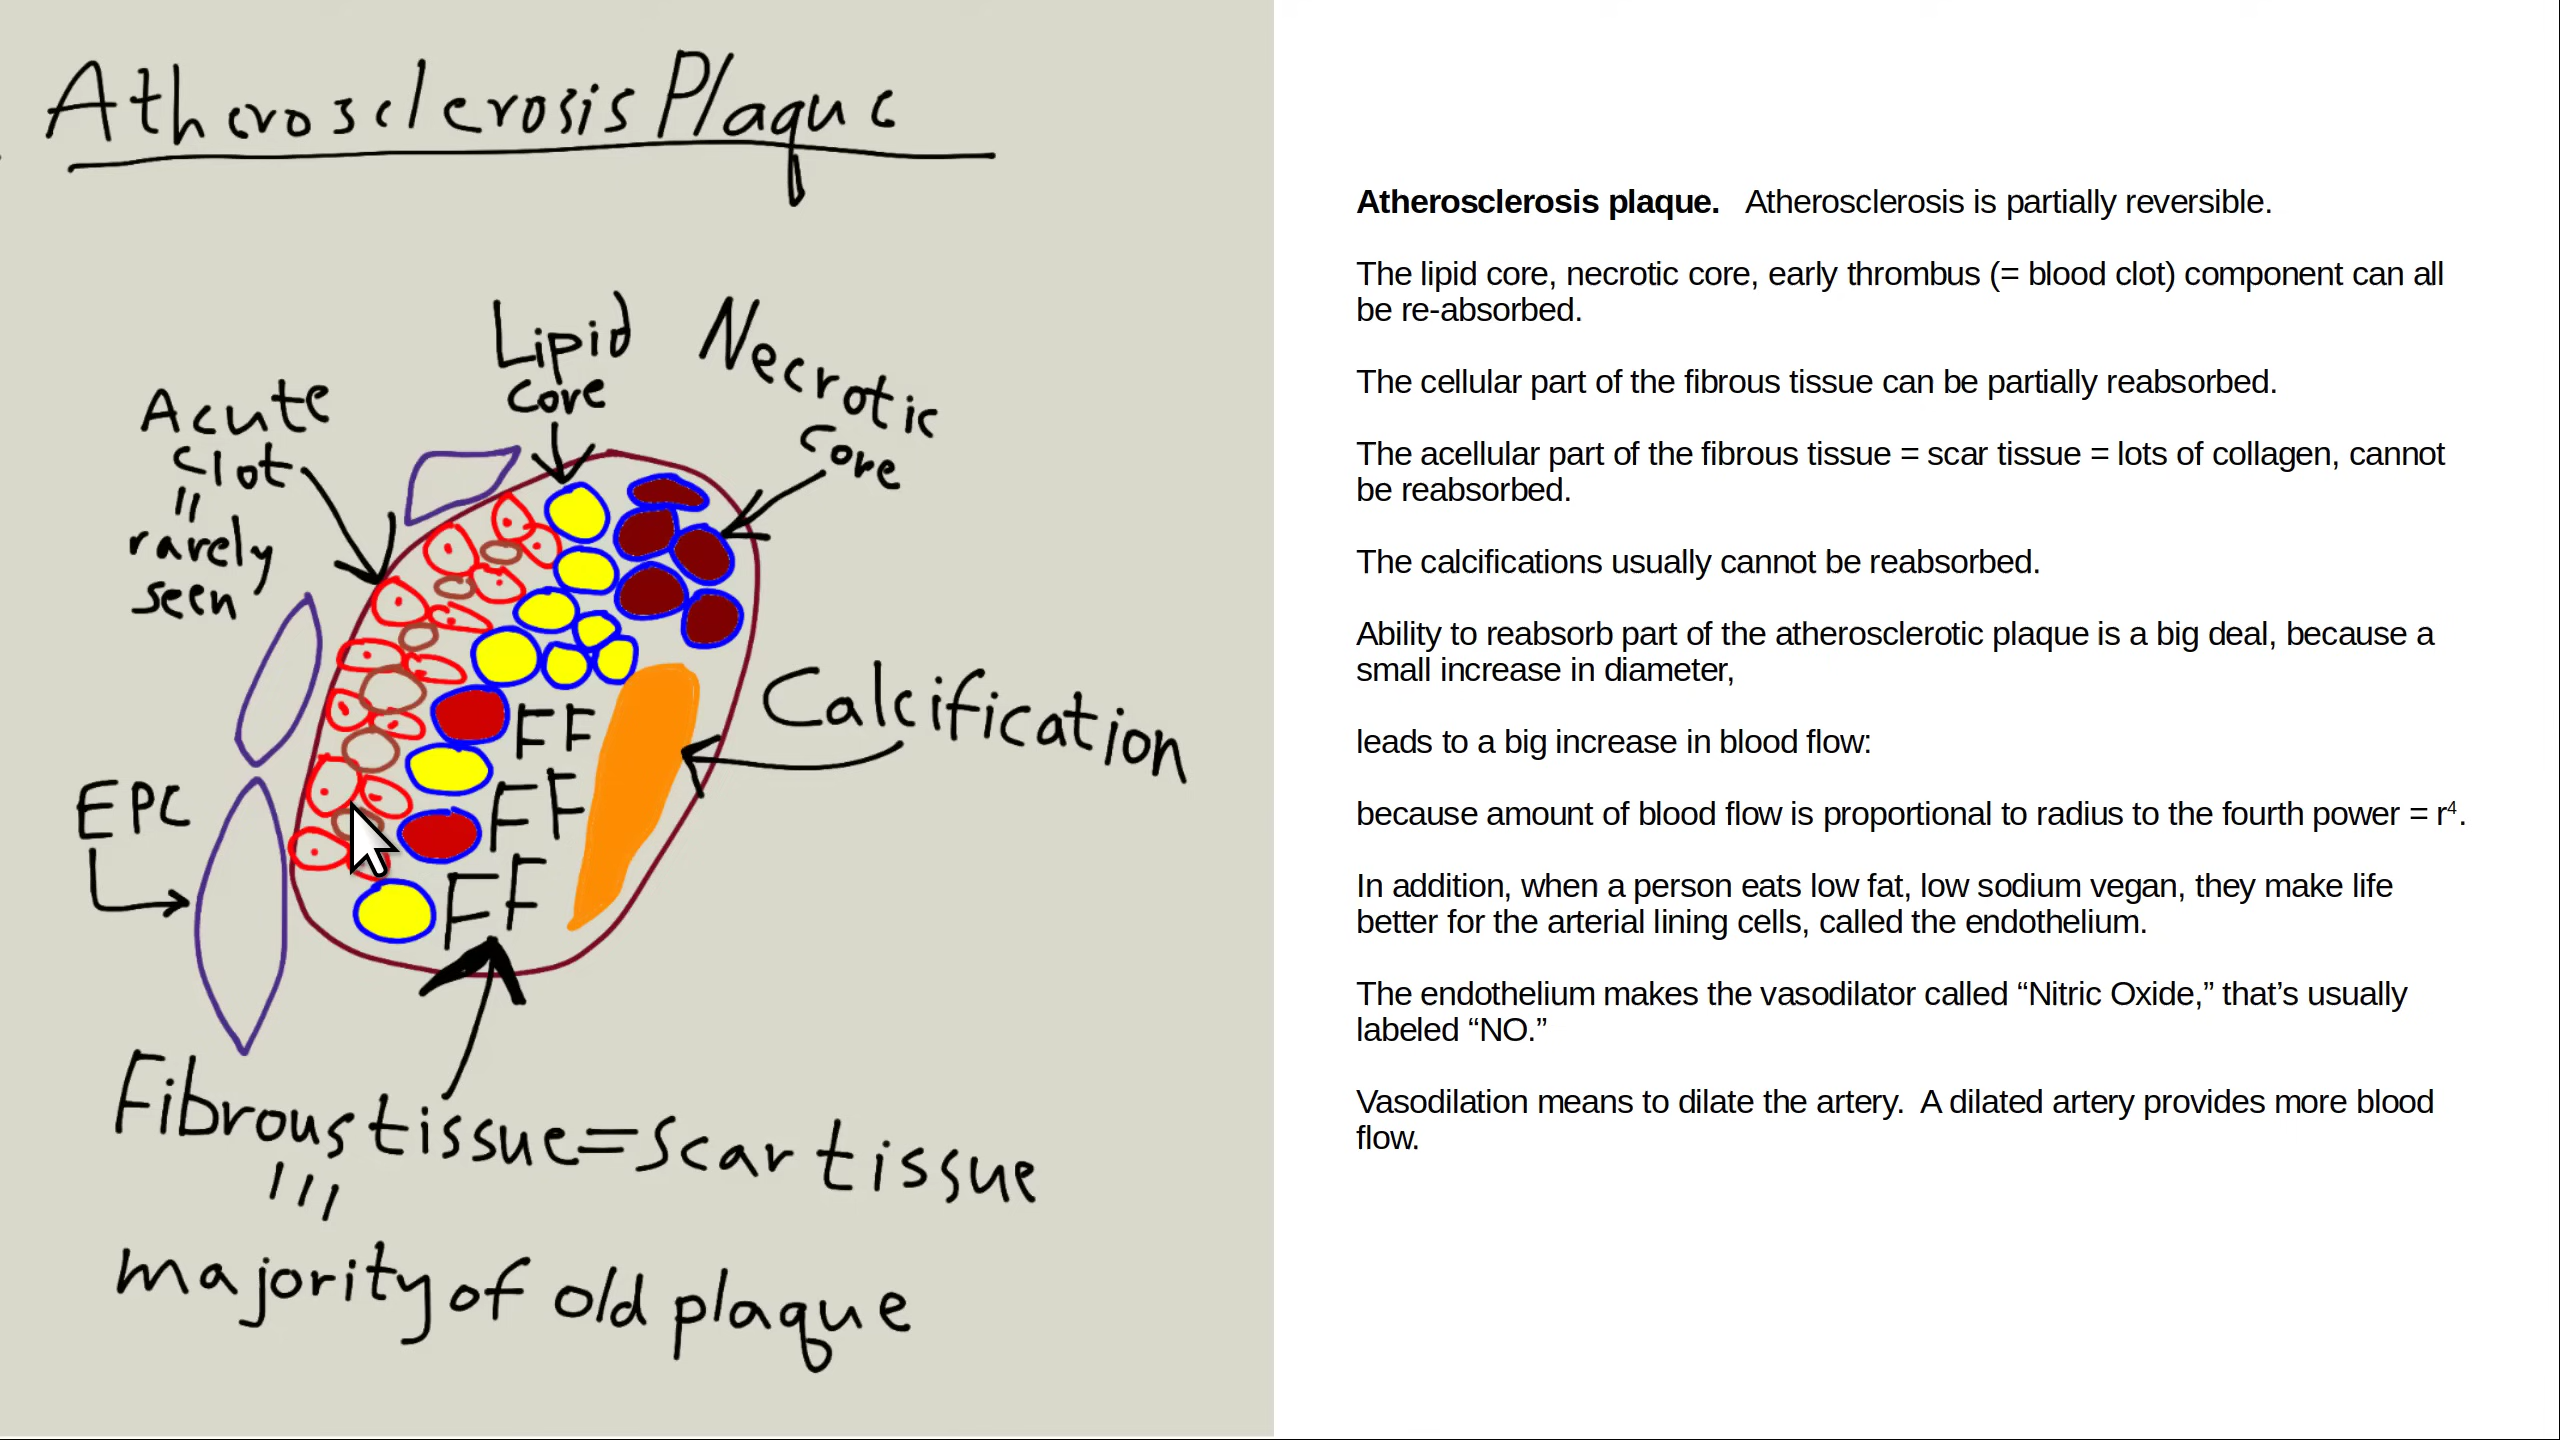 Atherosclerosis Plaque
Lipid
core
Necrotic
core
Acute
clot
=
rarely
seen
Calcification
EPC
FF
FF
FF
Fibrous tissue = scar tissue
majority of old plaque
Atherosclerosis plaque. Atherosclerosis is partially reversible.
The lipid core, necrotic core, early thrombus (= blood clot) component can all
be re-absorbed.
The cellular part of the fibrous tissue can be partially reabsorbed.
The acellular part of the fibrous tissue = scar tissue = lots of collagen, cannot
be reabsorbed.
The calcifications usually cannot be reabsorbed.
Ability to reabsorb part of the atherosclerotic plaque is a big deal, because a
small increase in diameter,
leads to a big increase in blood flow:
because amount of blood flow is proportional to radius to the fourth power = r⁴.
In addition, when a person eats low fat, low sodium vegan, they make life
better for the arterial lining cells, called the endothelium.
The endothelium makes the vasodilator called “Nitric Oxide,” that’s usually
labeled “NO.”
Vasodilation means to dilate the artery. A dilated artery provides more blood
flow.